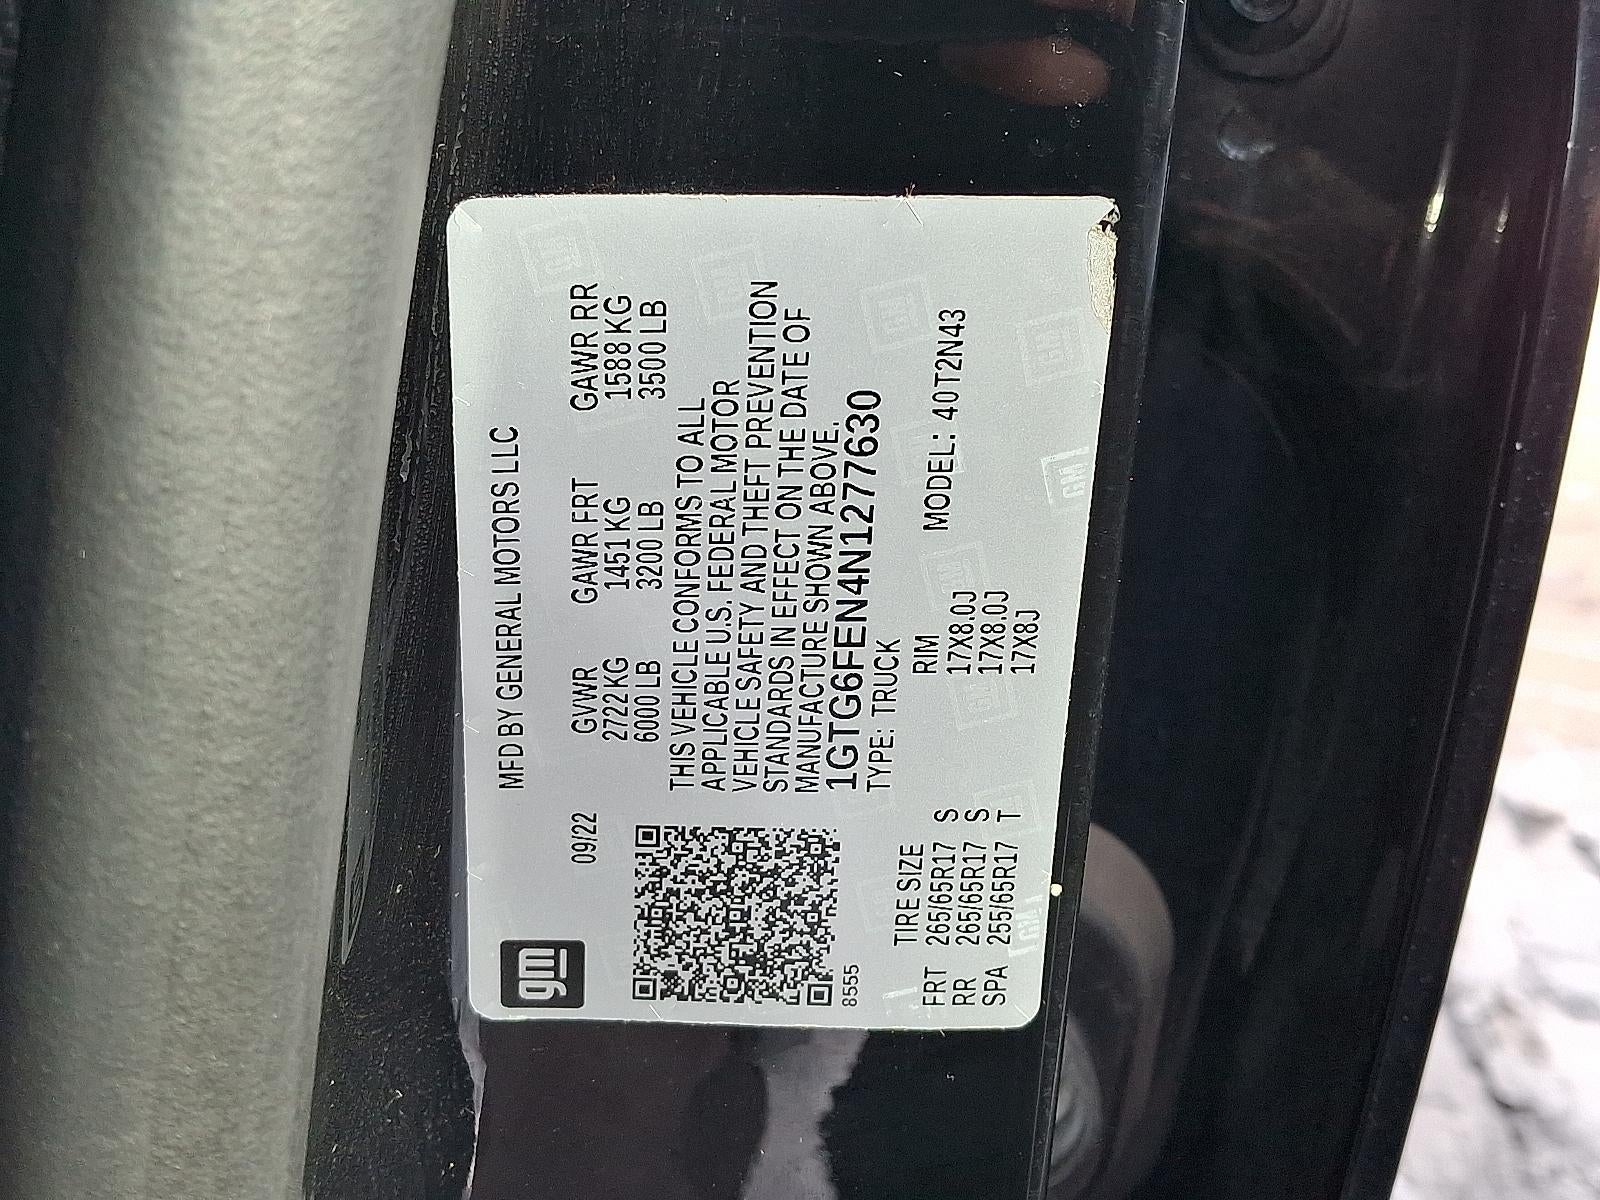 gm
MFD BY GENERAL MOTORS LLC
09/22
GVWR GAWR FRT GAWR RR
2722 KG 1451 KG 1588 KG
6000 LB 3200 LB 3500 LB
THIS VEHICLE CONFORMS TO ALL
APPLICABLE U.S. FEDERAL MOTOR
VEHICLE SAFETY AND THEFT PREVENTION
STANDARDS IN EFFECT ON THE DATE OF
MANUFACTURE SHOWN ABOVE.
1GTG6FEN4N1277630
8555
TYPE: TRUCK
TIRE SIZE RIM MODEL: 40T2N43
FRT 265/65R17 S 17X8.0J
RR 265/65R17 S 17X8.0J
SPA 255/65R17 T 17X8J
GM